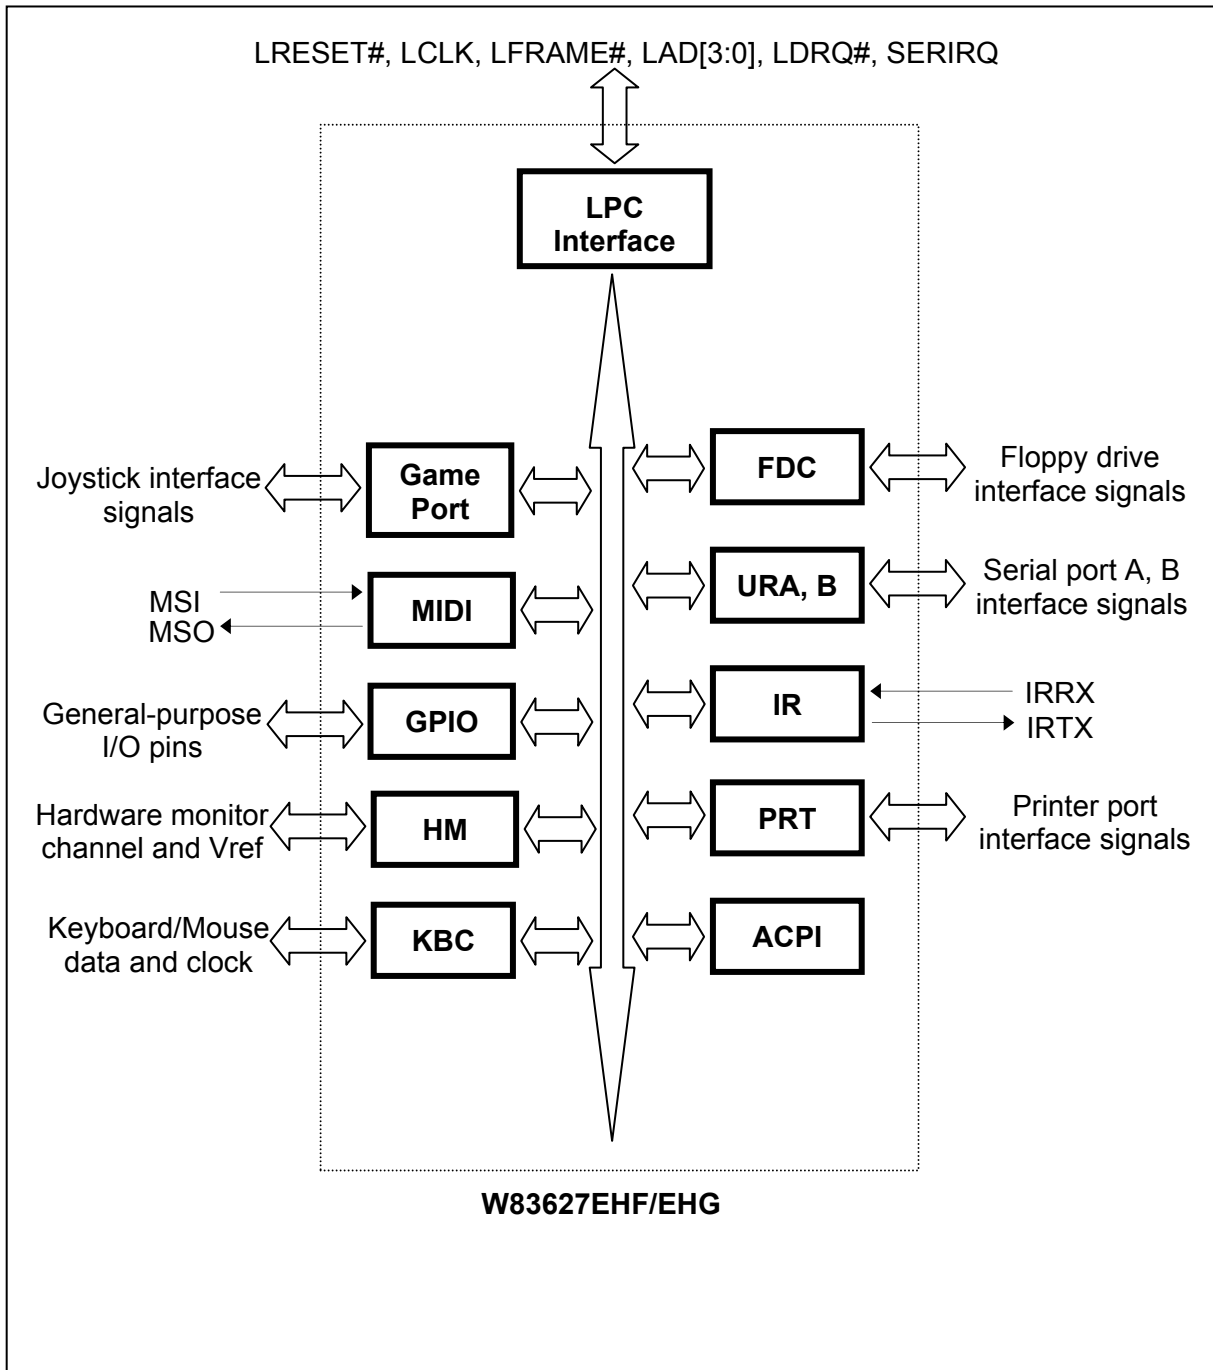 LRESET#, LCLK, LFRAME#, LAD[3:0], LDRQ#, SERIRQ
LPC
Interface
Joystick interface
signals
Game
Port
FDC
Floppy drive
interface signals
MSI
MSO
MIDI
URA, B
Serial port A, B
interface signals
General-purpose
I/O pins
GPIO
IR
IRRX
IRTX
Hardware monitor
channel and Vref
HM
PRT
Printer port
interface signals
Keyboard/Mouse
data and clock
KBC
ACPI
W83627EHF/EHG